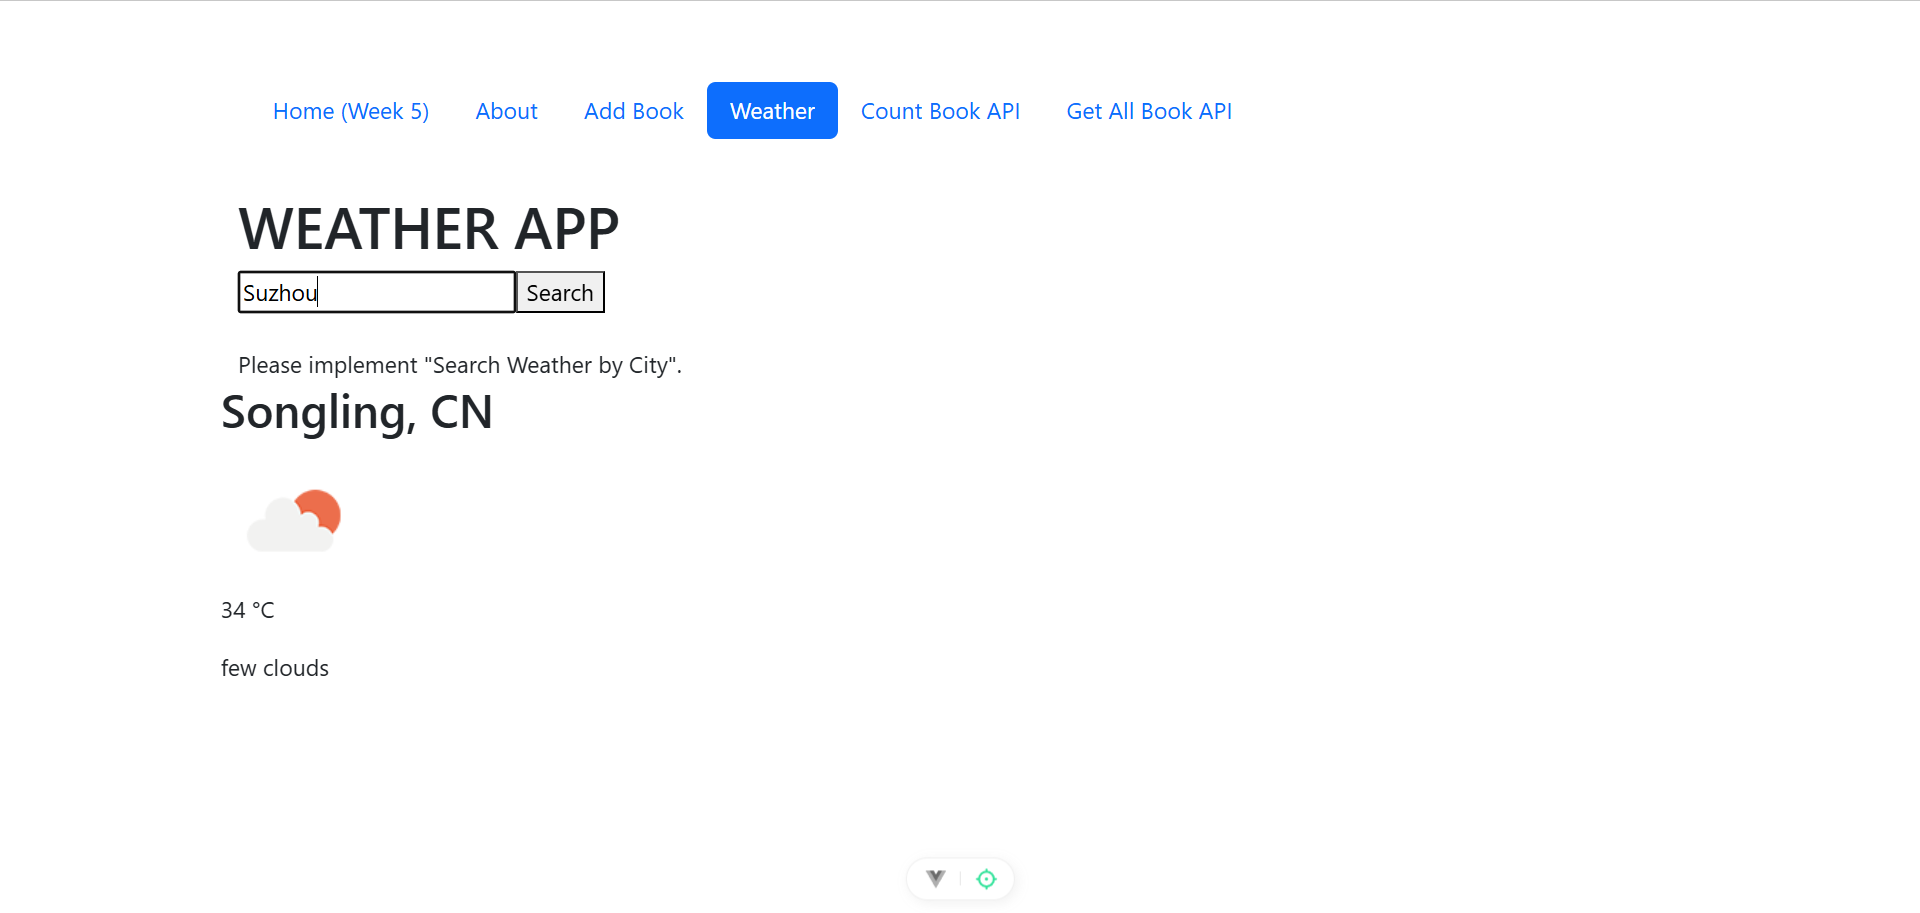 Home (Week 5) About Add Book Weather Count Book API Get All Book API
WEATHER APP
Suzhou Search
Please implement "Search Weather by City".
Songling, CN
34 °C
few clouds